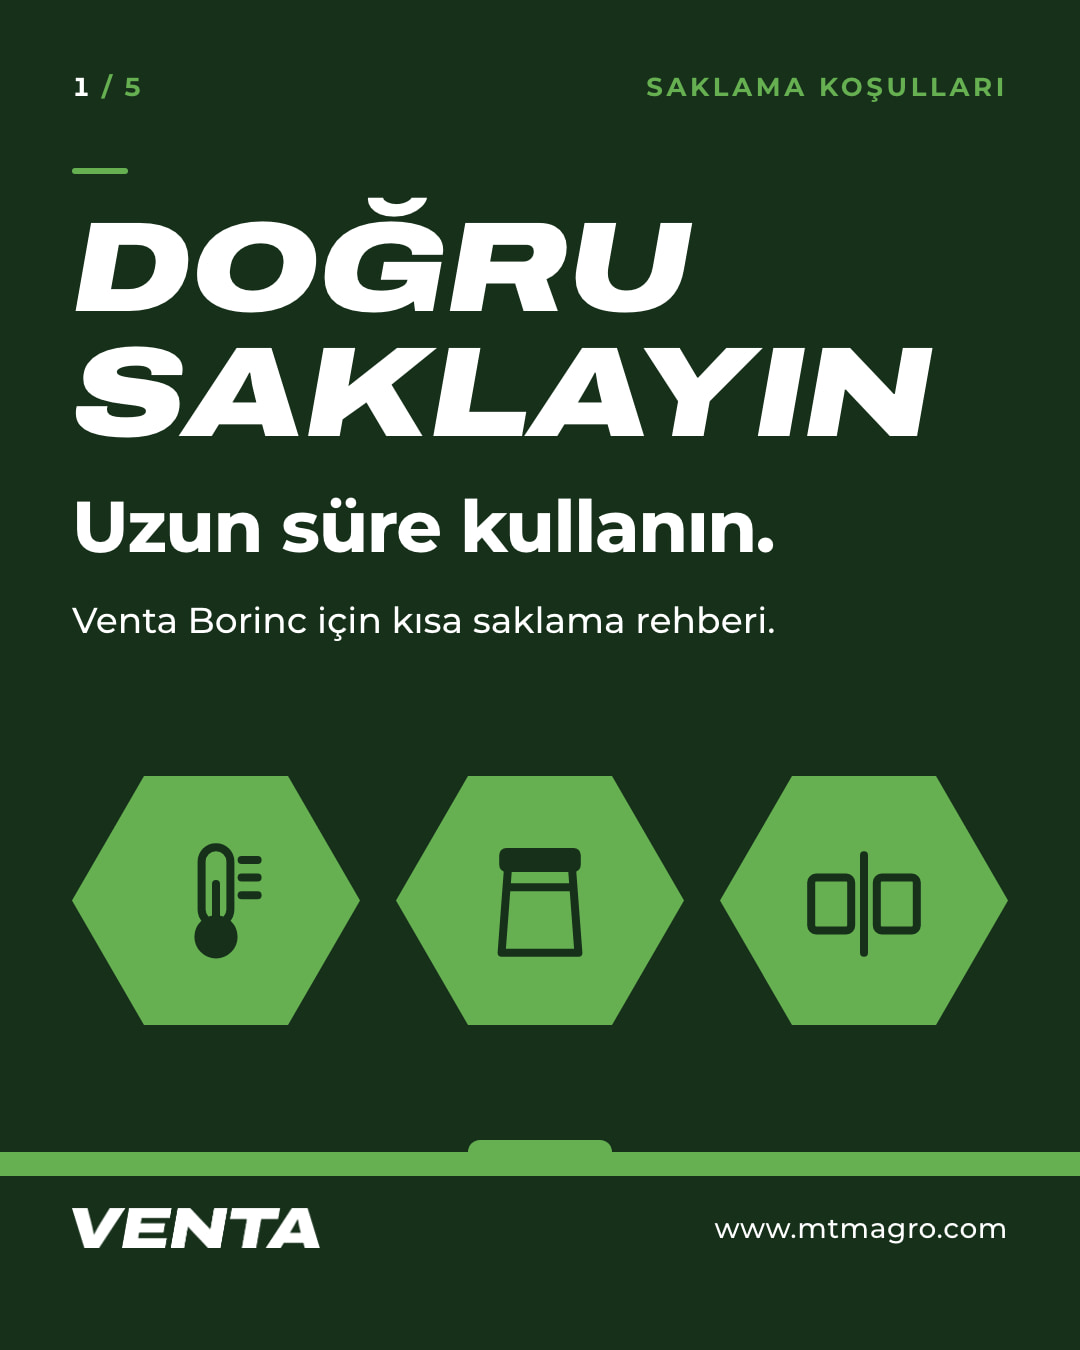 1 / 5
SAKLAMA KOŞULLARI
DOĞRU
SAKLAYIN
Uzun süre kullanın.
Venta Borinc için kısa saklama rehberi.
VENTA
www.mtmagro.com